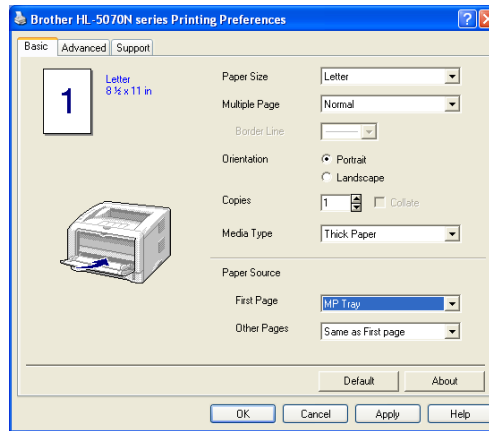 Brother HL-5070N series Printing Preferences
Basic Advanced Support
1
Letter
8 ½ x 11 in
Paper Size Letter
Multiple Page Normal
Border Line
Orientation Portrait
Landscape
Copies 1 Collate
Media Type Thick Paper
Paper Source
First Page MP Tray
Other Pages Same as First page
Default About
OK Cancel Apply Help